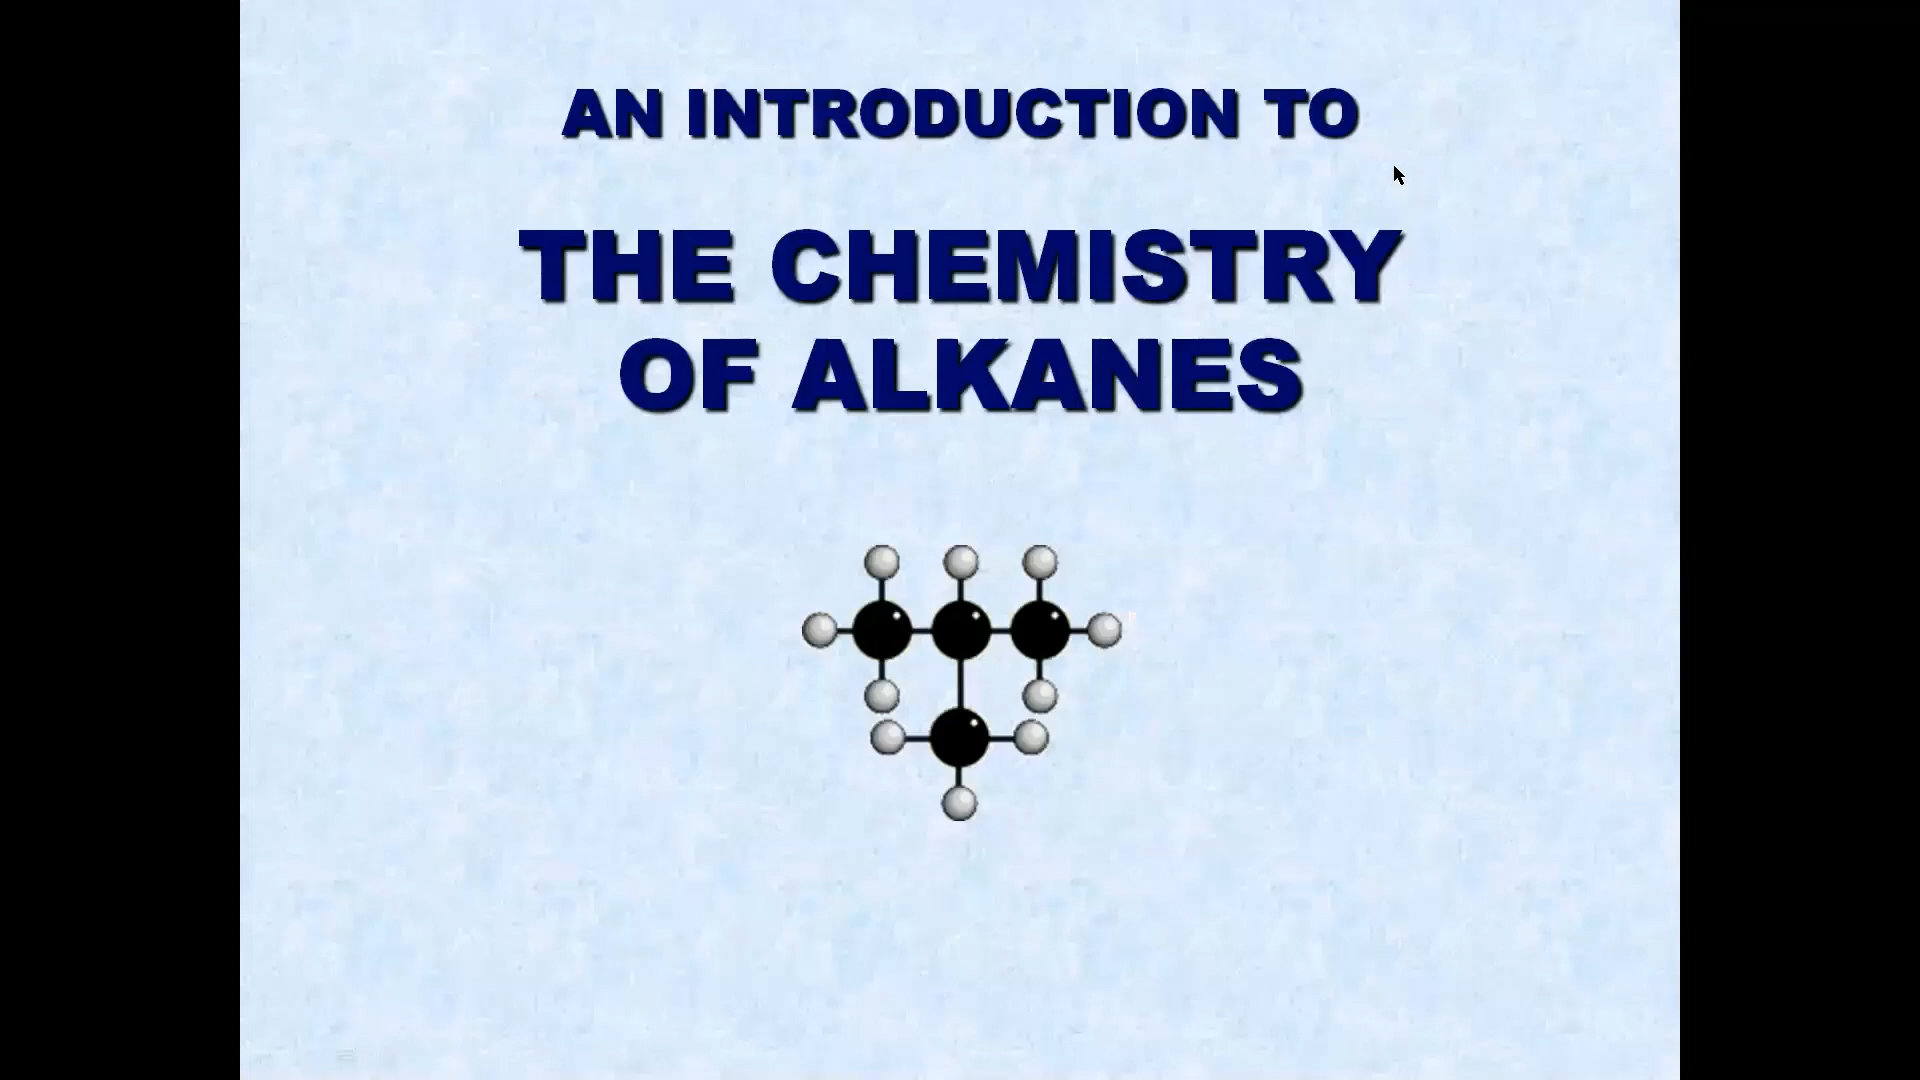 AN INTRODUCTION TO
THE CHEMISTRY
OF ALKANES